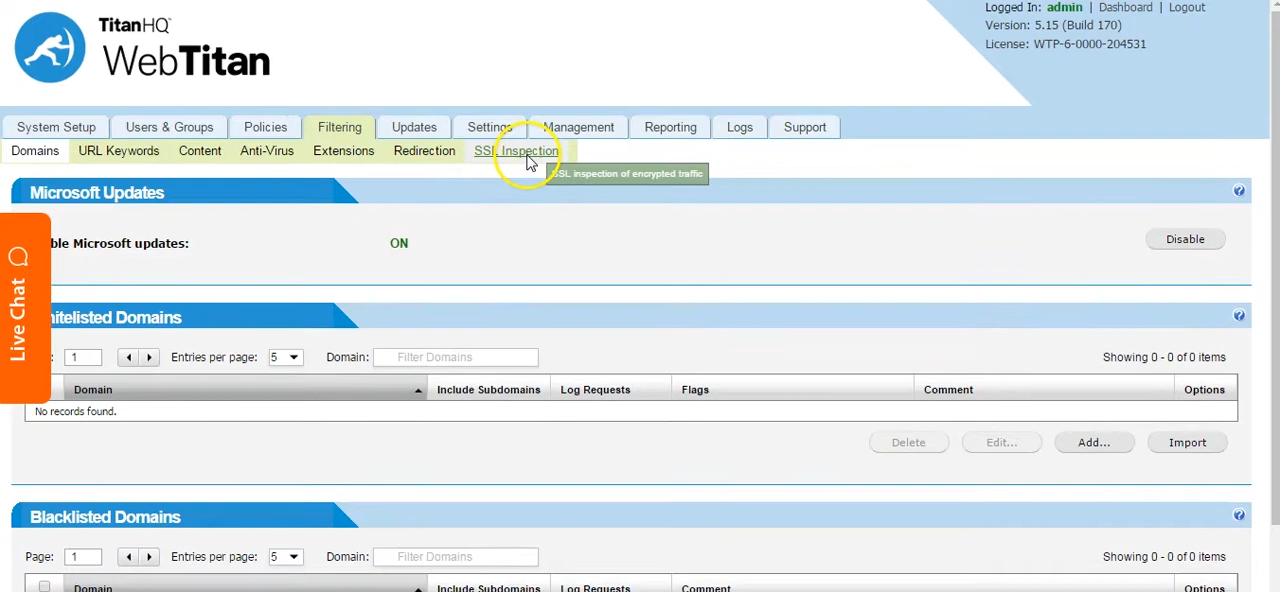 TitanHQ
WebTitan
Logged In: admin | Dashboard | Logout
Version: 5.15 (Build 170)
License: WTP-6-0000-204531
System Setup Users & Groups Policies Filtering Updates Settings Management Reporting Logs Support
Domains URL Keywords Content Anti-Virus Extensions Redirection SSL Inspection
SSL inspection of encrypted traffic
Microsoft Updates
ble Microsoft updates: ON Disable
Live Chat
itelisted Domains
: 1 Entries per page: 5 Domain: Filter Domains Showing 0 - 0 of 0 items
Domain Include Subdomains Log Requests Flags Comment Options
No records found.
Delete Edit... Add... Import
Blacklisted Domains
Page: 1 Entries per page: 5 Domain: Filter Domains Showing 0 - 0 of 0 items
Domain Include Subdomains Log Requests Comment Options